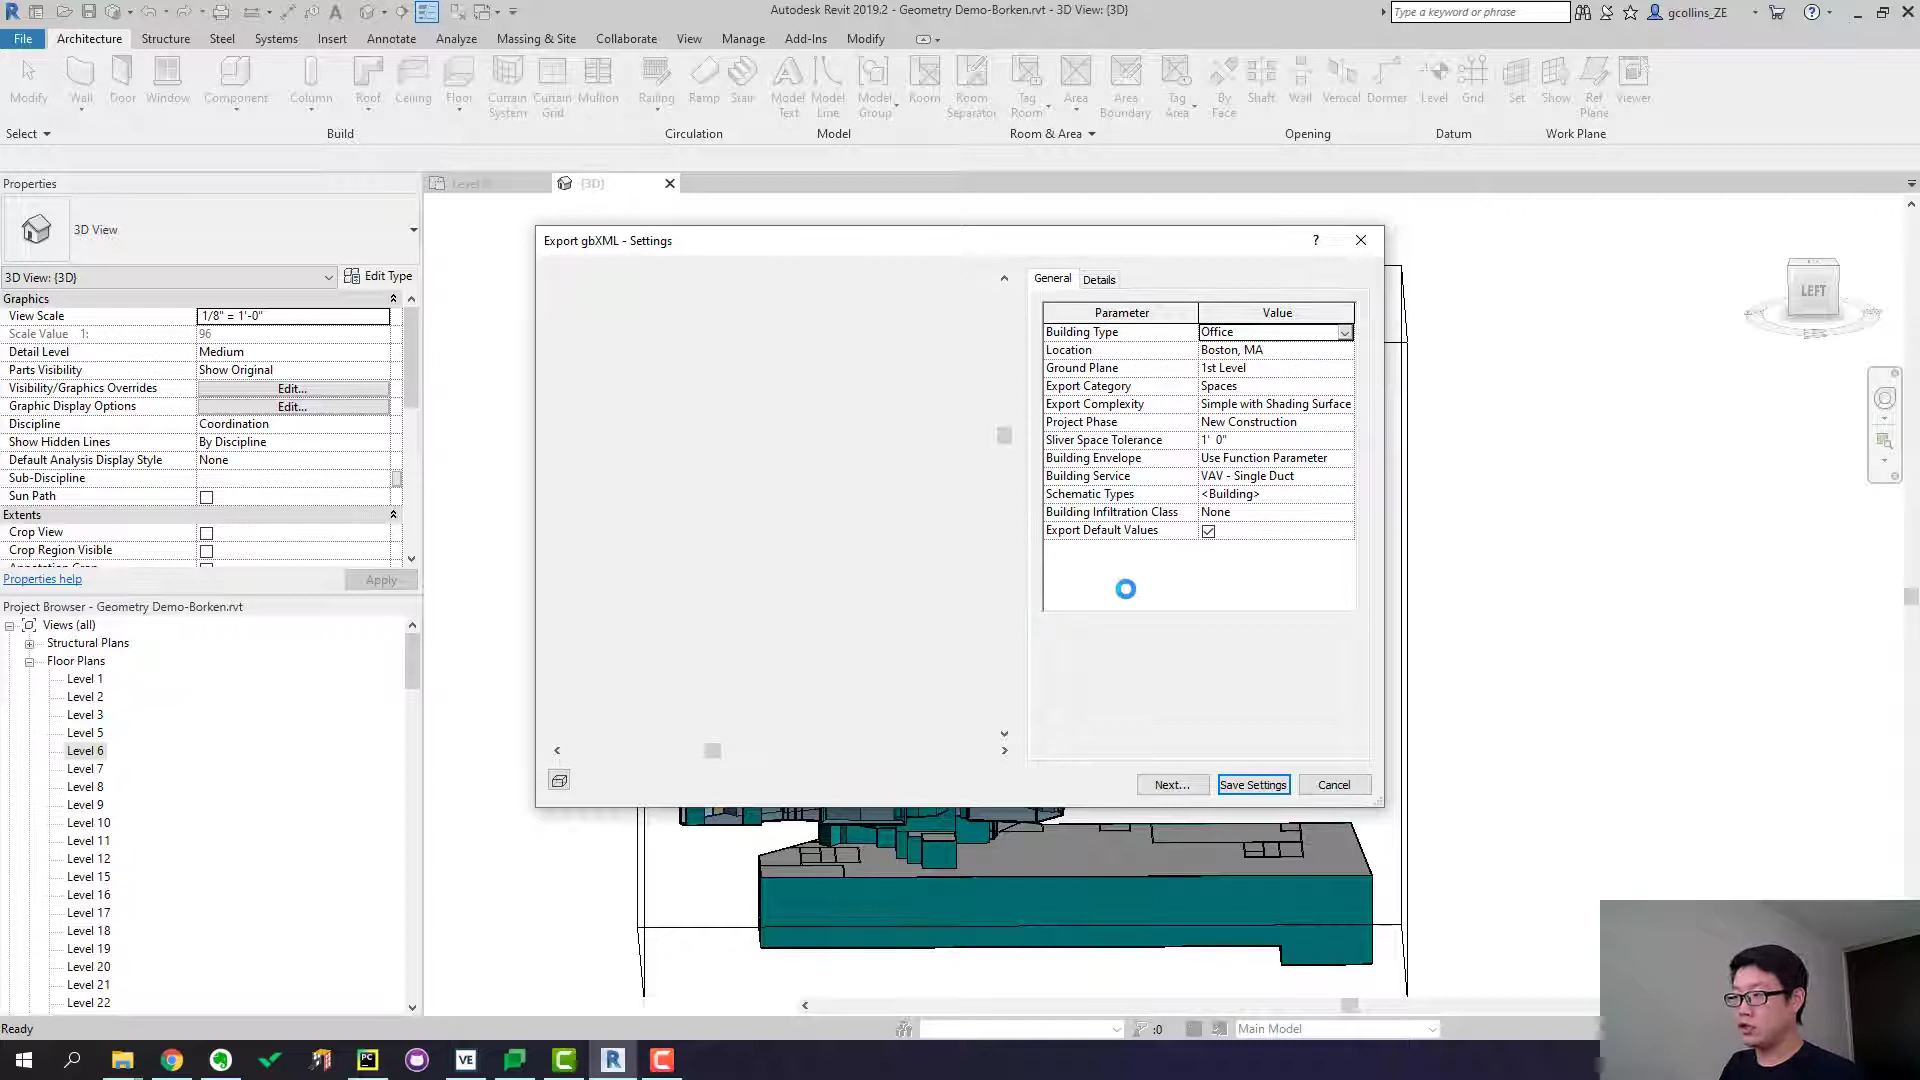 Autodesk Revit 2019.2 - Geometry Demo-Borken.rvt - 3D View: {3D}
Type a keyword or phrase
gcollins_ZE
File Architecture Structure Steel Systems Insert Annotate Analyze Massing & Site Collaborate View Manage Add-Ins Modify
Modify Wall Door Window Component Column Roof Ceiling Floor Curtain System Curtain Grid Mullion Railing Ramp Stair Model Text Model Line Model Group Room Room Separator Tag Room Area Area Boundary Tag Area By Face Shaft Wall Vertical Dormer Level Grid Set Show Ref Plane Viewer
Select Build Circulation Model Room & Area Opening Datum Work Plane
Properties
Level
{3D}
3D View
3D View: {3D} Edit Type
Graphics
View Scale 1/8" = 1'-0"
Scale Value 1: 96
Detail Level Medium
Parts Visibility Show Original
Visibility/Graphics Overrides Edit...
Graphic Display Options Edit...
Discipline Coordination
Show Hidden Lines By Discipline
Default Analysis Display Style None
Sub-Discipline
Sun Path
Extents
Crop View
Crop Region Visible
Properties help Apply
Project Browser - Geometry Demo-Borken.rvt
Views (all)
Structural Plans
Floor Plans
Level 1
Level 2
Level 3
Level 5
Level 6
Level 7
Level 8
Level 9
Level 10
Level 11
Level 12
Level 15
Level 16
Level 17
Level 18
Level 19
Level 20
Level 21
Level 22
Export gbXML - Settings
General Details
Parameter Value
Building Type Office
Location Boston, MA
Ground Plane 1st Level
Export Category Spaces
Export Complexity Simple with Shading Surface
Project Phase New Construction
Sliver Space Tolerance 1' 0"
Building Envelope Use Function Parameter
Building Service VAV - Single Duct
Schematic Types <Building>
Building Infiltration Class None
Export Default Values
Next... Save Settings Cancel
LEFT
Ready
:0
Main Model
PC
VE
R
C